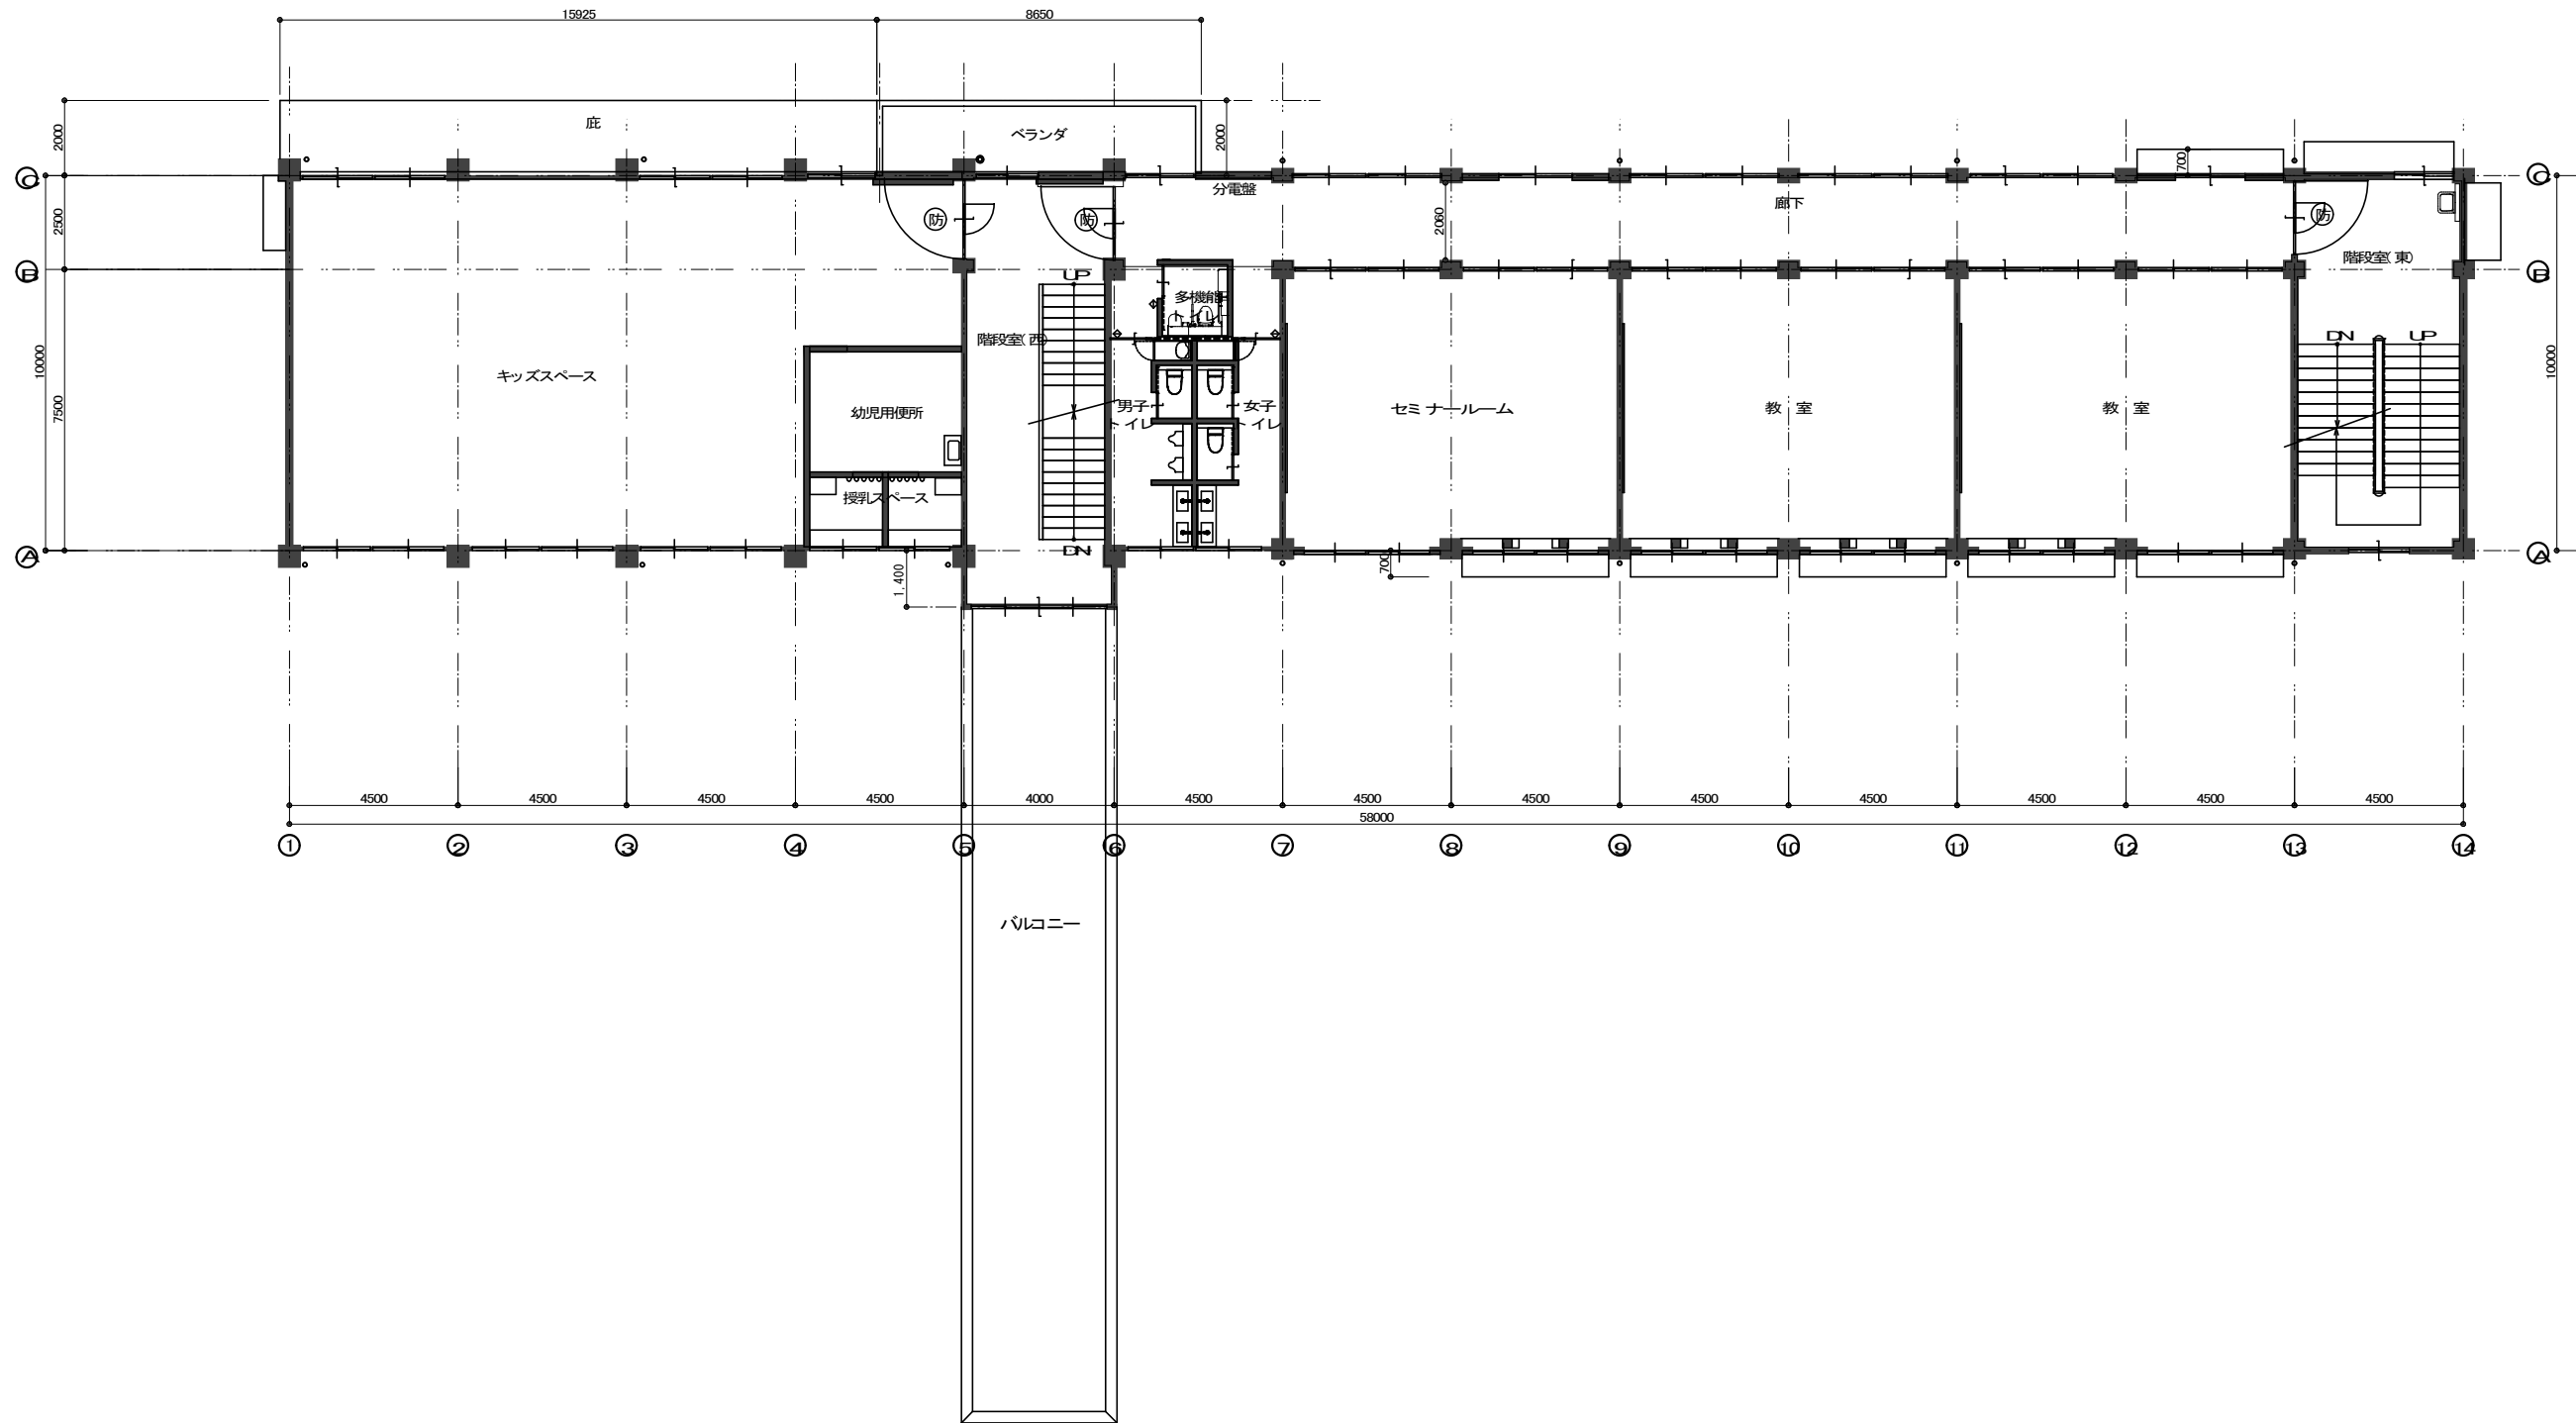 15925
8650
庇
ベランダ
2000
2000
700
C
C
分電盤
廊下
防
防
防
2500
2060
B
B
UP
階段室(東)
多機能
トイレ
階段室(西)
DN
UP
10000
7500
10000
キッズスペース
幼児用便所
男子
トイレ
女子
トイレ
セミナールーム
教 室
教 室
授乳スペース
DN
A
A
1,400
700
4500
4500
4500
4500
4000
4500
4500
4500
4500
4500
4500
4500
4500
58000
1
2
3
4
5
6
7
8
9
10
11
12
13
14
バルコニー